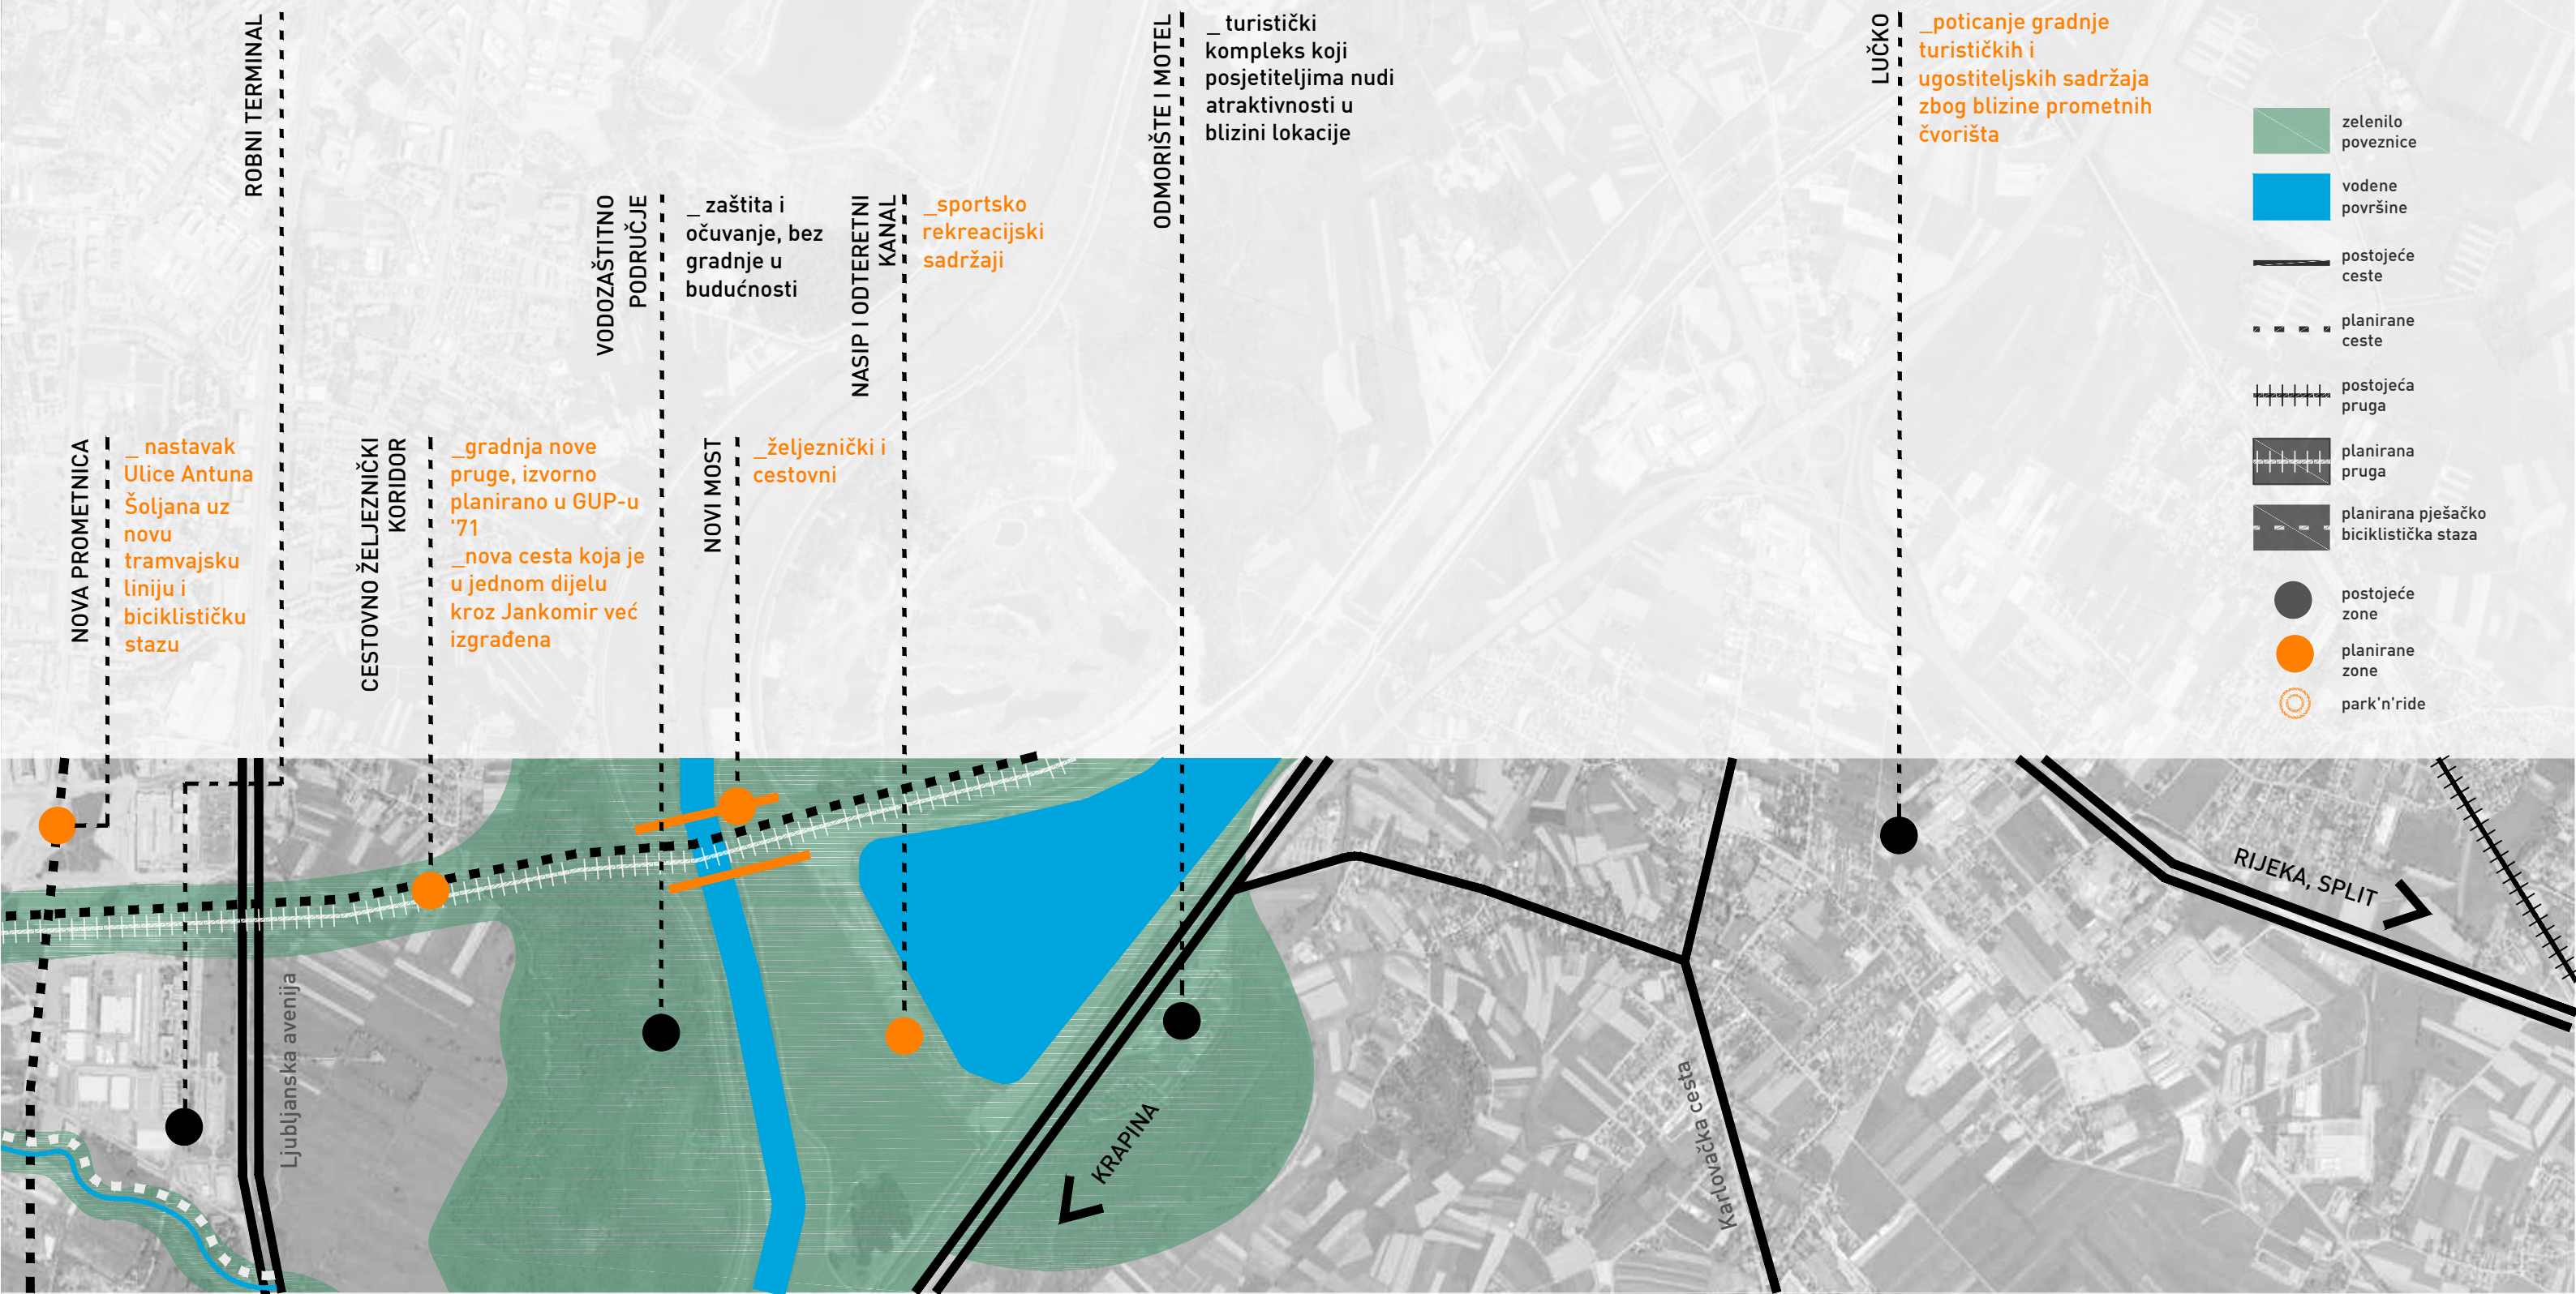 ROBNI TERMINAL
ODMORIŠTE I MOTEL
_ turistički
kompleks koji
posjetiteljima nudi
atraktivnosti u
blizini lokacije
LUČKO
_poticanje gradnje
turističkih i
ugostiteljskih sadržaja
zbog blizine prometnih
čvorišta
VODOZAŠTITNO
PODRUČJE
_ zaštita i
očuvanje, bez
gradnje u
budućnosti
NASIP I ODTERETNI
KANAL
_sportsko
rekreacijski
sadržaji
NOVA PROMETNICA
_ nastavak
Ulice Antuna
Šoljana uz
novu
tramvajsku
liniju i
biciklističku
stazu
CESTOVNO ŽELJEZNIČKI
KORIDOR
_gradnja nove
pruge, izvorno
planirano u GUP-u
'71
_nova cesta koja je
u jednom dijelu
kroz Jankomir već
izgrađena
NOVI MOST
_željeznički i
cestovni
zelenilo
poveznice
vodene
površine
postojeće
ceste
planirane
ceste
postojeća
pruga
planirana
pruga
planirana pješačko
biciklistička staza
postojeće
zone
planirane
zone
park'n'ride
Ljubljanska avenija
KRAPINA
Karlovačka cesta
RIJEKA, SPLIT